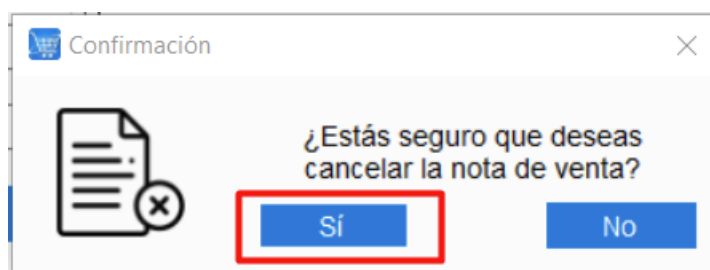 Confirmación
¿Estás seguro que deseas
cancelar la nota de venta?
Sí
No